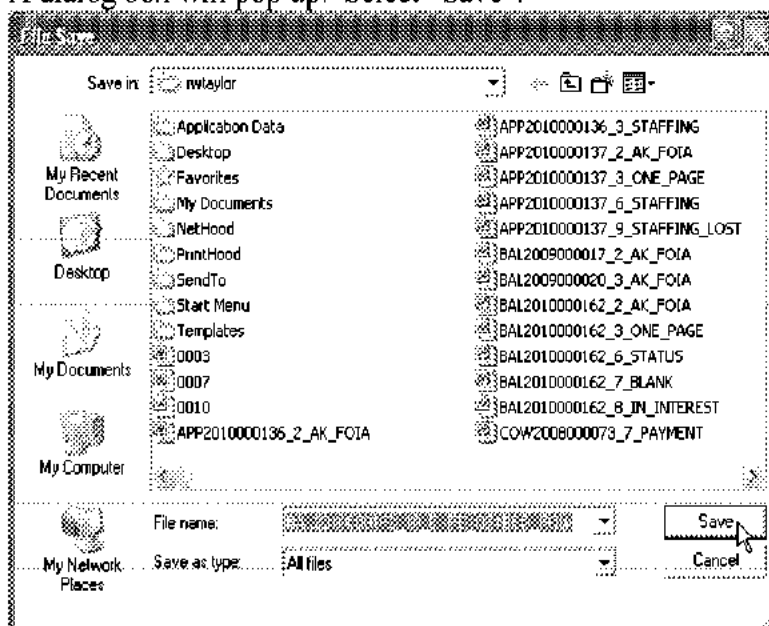 A dialog box will pop up. Select "Save".
File Save
Save in: rwtaylor
My Recent Documents
Desktop
My Documents
My Computer
My Network Places
Application Data
Desktop
Favorites
My Documents
NetHood
PrintHood
SendTo
Start Menu
Templates
0003
0007
0010
APP2010000136_2_AK_FOIA
APP2010000136_3_STAFFING
APP2010000137_2_AK_FOIA
APP2010000137_3_ONE_PAGE
APP2010000137_6_STAFFING
APP2010000137_9_STAFFING_LOST
BAL2009000017_2_AK_FOIA
BAL2009000020_3_AK_FOIA
BAL2010000162_2_AK_FOIA
BAL2010000162_3_ONE_PAGE
BAL2010000162_6_STATUS
BAL2010000162_7_BLANK
BAL2010000162_8_IN_INTEREST
COW2008000073_7_PAYMENT
File name:
Save
Save as type: All files
Cancel